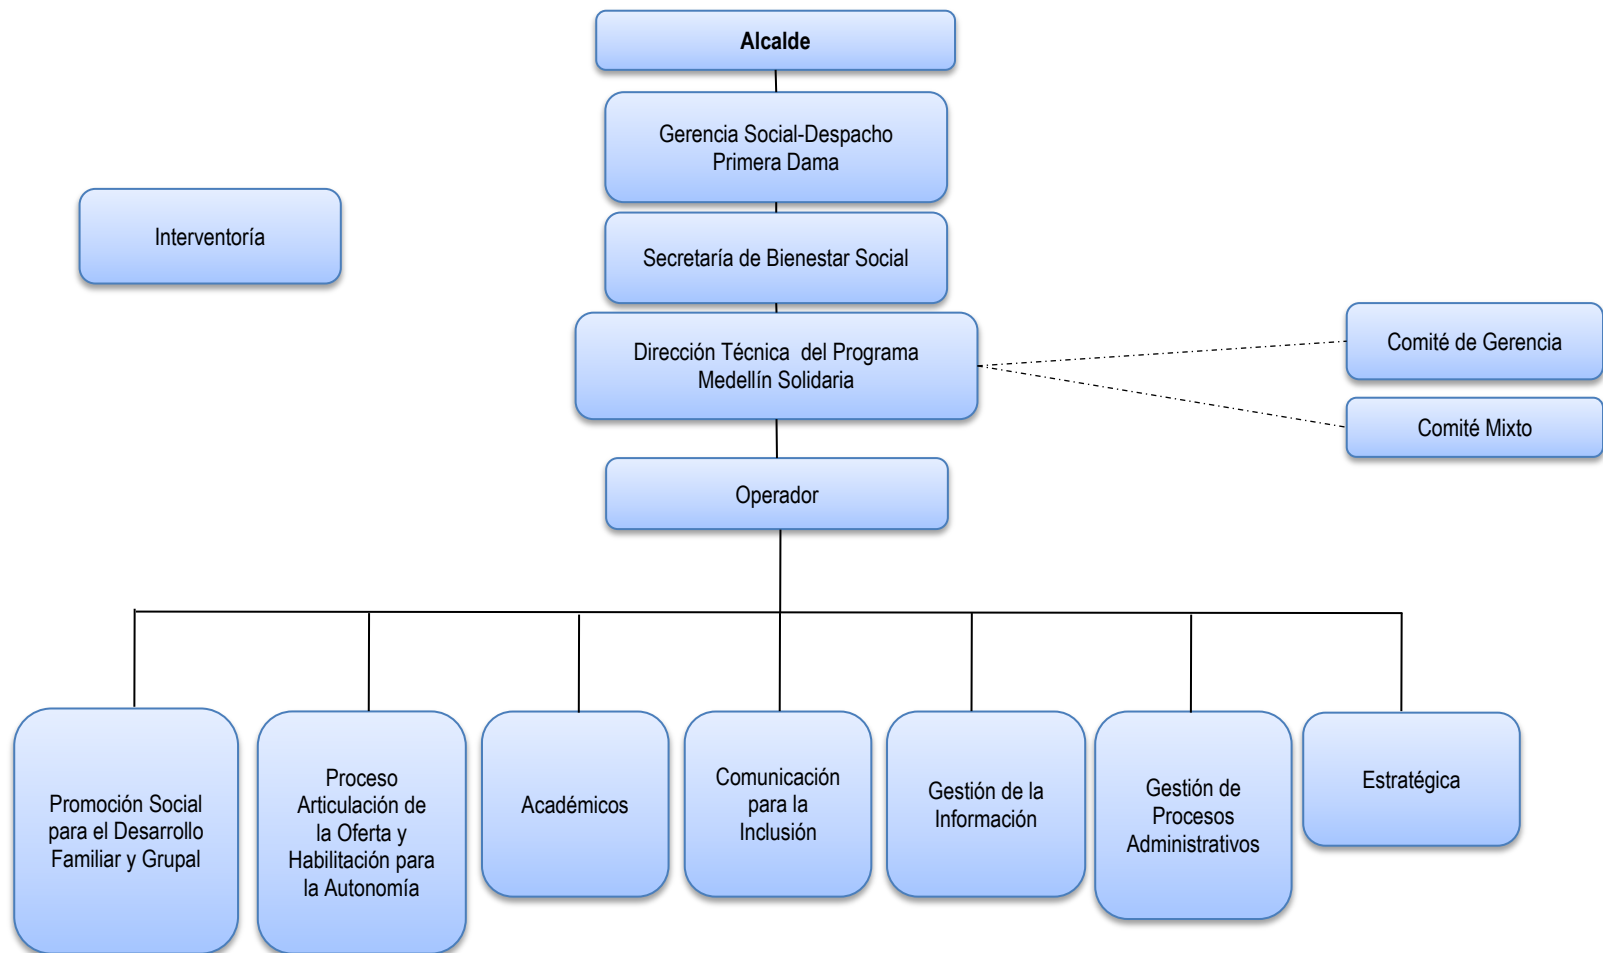 Alcalde
Gerencia Social-Despacho
Primera Dama
Interventoría
Secretaría de Bienestar Social
Dirección Técnica  del Programa
Medellín Solidaria
Comité de Gerencia
Comité Mixto
Operador
Promoción Social
para el Desarrollo
Familiar y Grupal
Proceso
Articulación de
la Oferta y
Habilitación para
la Autonomía
Académicos
Comunicación
para la
Inclusión
Gestión de la
Información
Gestión de
Procesos
Administrativos
Estratégica